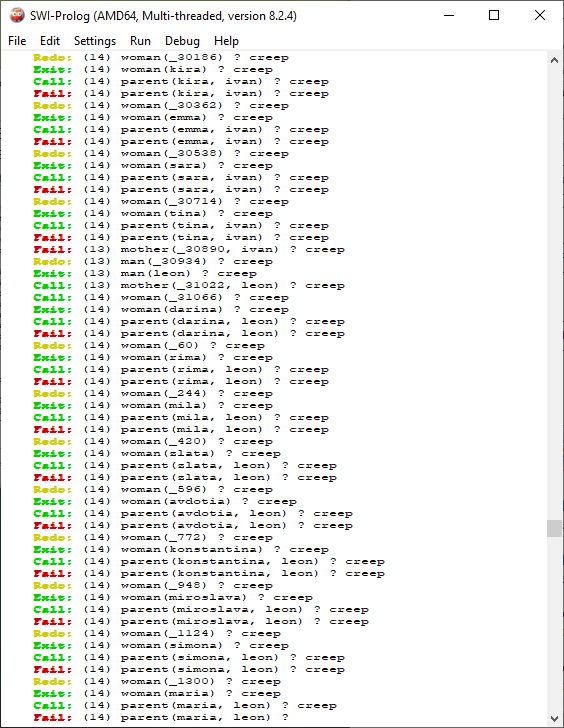 SWI-Prolog (AMD64, Multi-threaded, version 8.2.4)
File Edit Settings Run Debug Help
Redo: (14) woman(_30186) ? creep
Exit: (14) woman(kira) ? creep
Call: (14) parent(kira, ivan) ? creep
Fail: (14) parent(kira, ivan) ? creep
Redo: (14) woman(_30362) ? creep
Exit: (14) woman(emma) ? creep
Call: (14) parent(emma, ivan) ? creep
Fail: (14) parent(emma, ivan) ? creep
Redo: (14) woman(_30538) ? creep
Exit: (14) woman(sara) ? creep
Call: (14) parent(sara, ivan) ? creep
Fail: (14) parent(sara, ivan) ? creep
Redo: (14) woman(_30714) ? creep
Exit: (14) woman(tina) ? creep
Call: (14) parent(tina, ivan) ? creep
Fail: (14) parent(tina, ivan) ? creep
Fail: (13) mother(_30890, ivan) ? creep
Redo: (13) man(_30934) ? creep
Exit: (13) man(leon) ? creep
Call: (13) mother(_31022, leon) ? creep
Call: (14) woman(_31066) ? creep
Exit: (14) woman(darina) ? creep
Call: (14) parent(darina, leon) ? creep
Fail: (14) parent(darina, leon) ? creep
Redo: (14) woman(_60) ? creep
Exit: (14) woman(rima) ? creep
Call: (14) parent(rima, leon) ? creep
Fail: (14) parent(rima, leon) ? creep
Redo: (14) woman(_244) ? creep
Exit: (14) woman(mila) ? creep
Call: (14) parent(mila, leon) ? creep
Fail: (14) parent(mila, leon) ? creep
Redo: (14) woman(_420) ? creep
Exit: (14) woman(zlata) ? creep
Call: (14) parent(zlata, leon) ? creep
Fail: (14) parent(zlata, leon) ? creep
Redo: (14) woman(_596) ? creep
Exit: (14) woman(avdotia) ? creep
Call: (14) parent(avdotia, leon) ? creep
Fail: (14) parent(avdotia, leon) ? creep
Redo: (14) woman(_772) ? creep
Exit: (14) woman(konstantina) ? creep
Call: (14) parent(konstantina, leon) ? creep
Fail: (14) parent(konstantina, leon) ? creep
Redo: (14) woman(_948) ? creep
Exit: (14) woman(miroslava) ? creep
Call: (14) parent(miroslava, leon) ? creep
Fail: (14) parent(miroslava, leon) ? creep
Redo: (14) woman(_1124) ? creep
Exit: (14) woman(simona) ? creep
Call: (14) parent(simona, leon) ? creep
Fail: (14) parent(simona, leon) ? creep
Redo: (14) woman(_1300) ? creep
Exit: (14) woman(maria) ? creep
Call: (14) parent(maria, leon) ? creep
Fail: (14) parent(maria, leon) ?